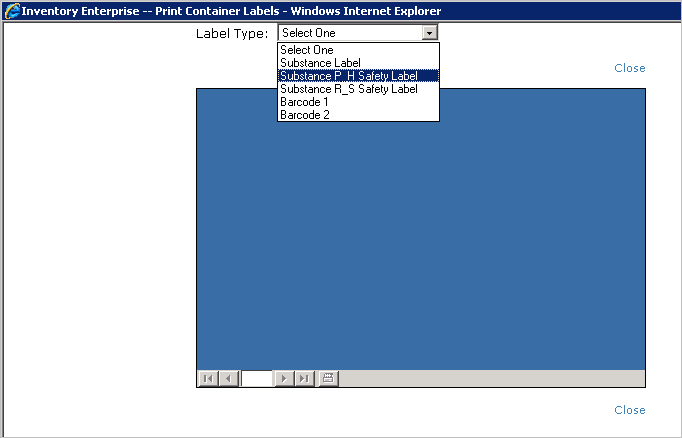 Inventory Enterprise -- Print Container Labels - Windows Internet Explorer
Label Type: Select One
Select One
Substance Label
Substance P_H Safety Label
Substance R_S Safety Label
Barcode 1
Barcode 2
Close
Close